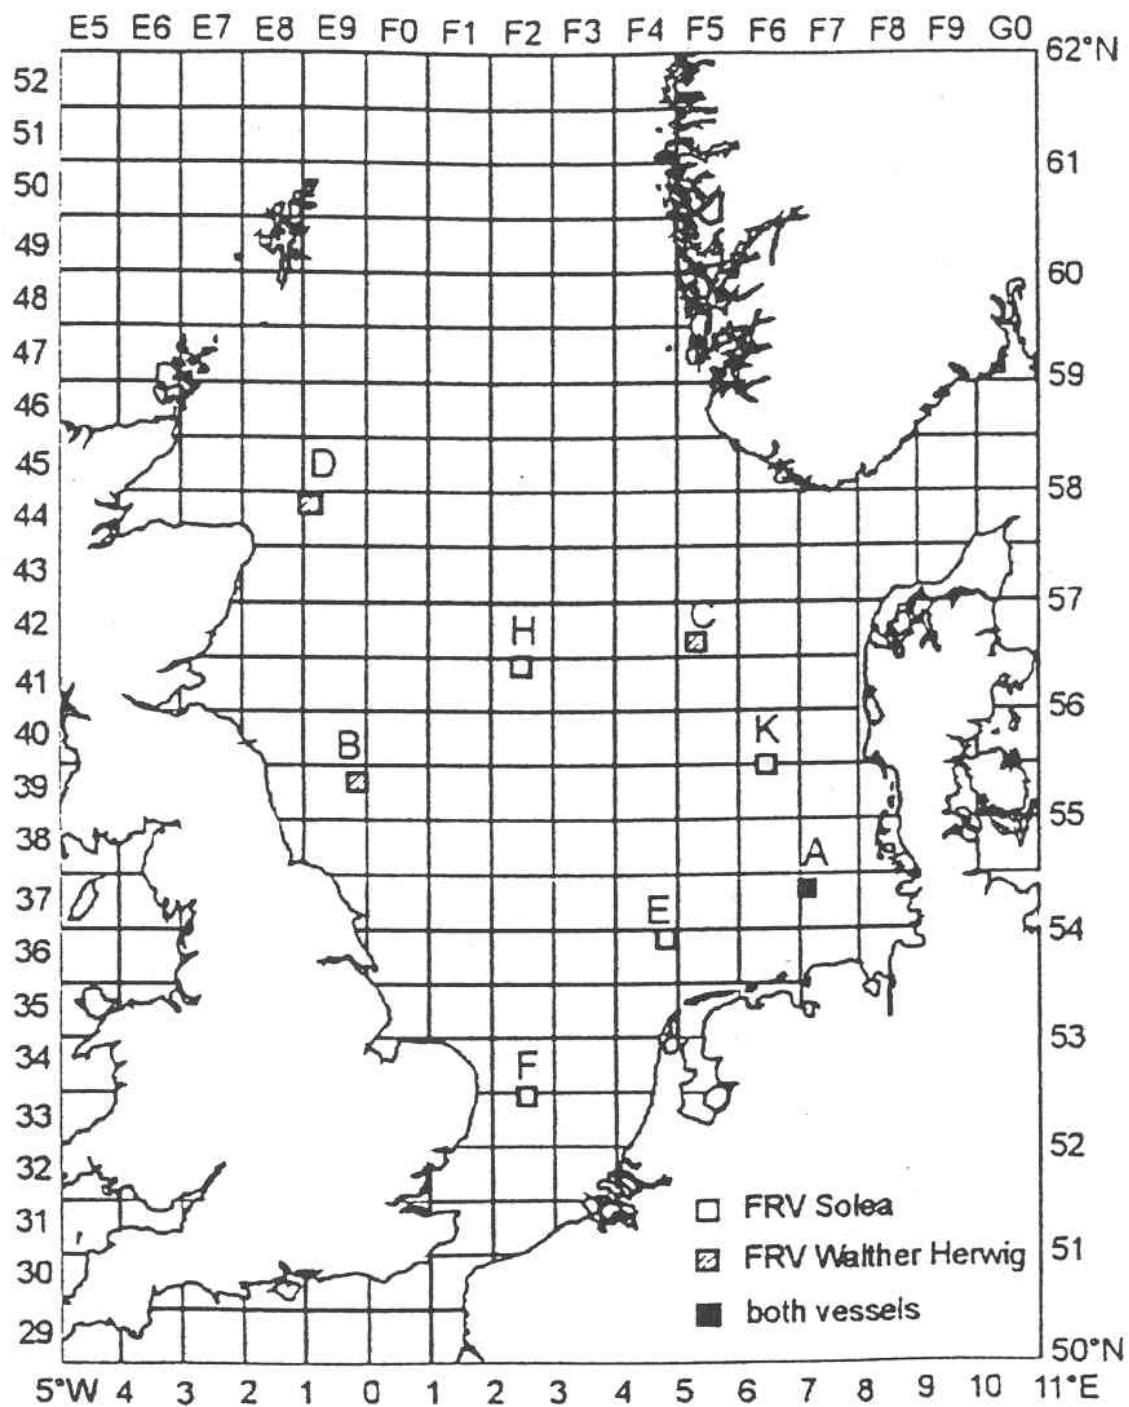 E5 E6 E7 E8 E9 F0 F1 F2 F3 F4 F5 F6 F7 F8 F9 G0
62°N
52
51
61
50
49
60
48
47
59
46
45
D
58
44
43
57
42
H
C
41
56
40
B
K
39
55
38
A
37
E
54
36
35
53
34
F
33
52
32
FRV Solea
31
51
FRV Walther Herwig
30
both vessels
29
50°N
5°W 4 3 2 1 0 1 2 3 4 5 6 7 8 9 10 11°E